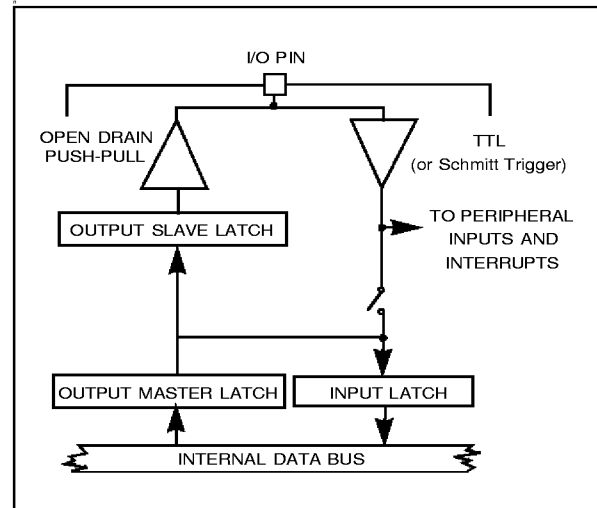 I/O PIN
OPEN DRAIN
PUSH-PULL
TTL
(or Schmitt Trigger)
OUTPUT SLAVE LATCH
TO PERIPHERAL
INPUTS AND
INTERRUPTS
OUTPUT MASTER LATCH
INPUT LATCH
INTERNAL DATA BUS